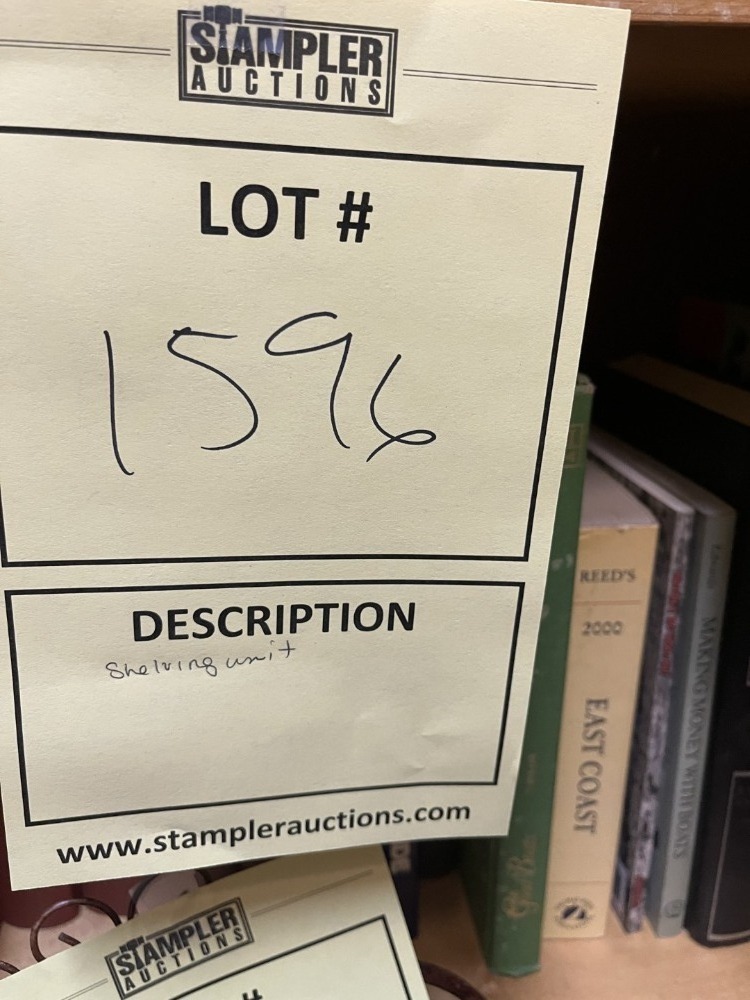 STAMPLER
AUCTIONS
LOT #
1596
DESCRIPTION
Shelving unit
www.stamplerauctions.com
STAMPLER
AUCTIONS
#
REED'S
2000
EAST COAST
MAKING MONEY WITH BOATS